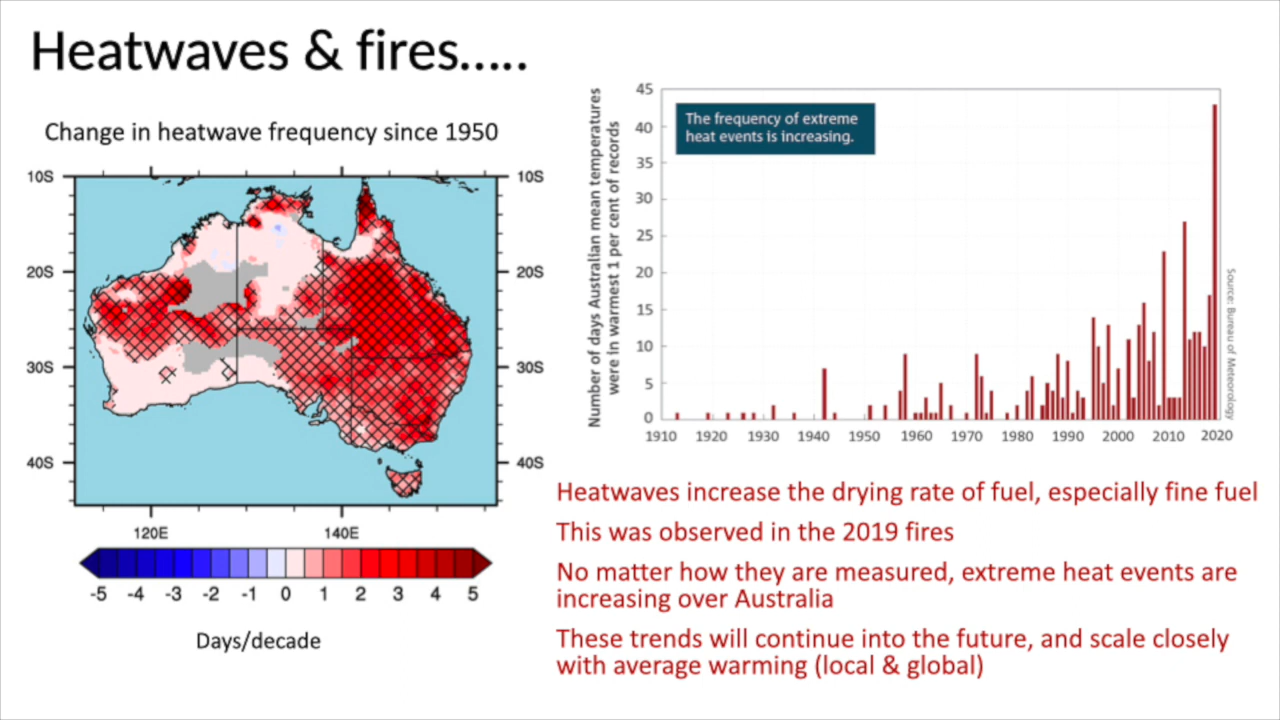 Heatwaves & fires.....
Change in heatwave frequency since 1950
10S
10S
20S
20S
30S
30S
40S
40S
120E
140E
-5
-4
-3
-2
-1
0
1
2
3
4
5
Days/decade
Number of days Australian mean temperatures
were in warmest 1 per cent of records
45
40
35
30
25
20
15
10
5
0
The frequency of extreme
heat events is increasing.
1910
1920
1930
1940
1950
1960
1970
1980
1990
2000
2010
2020
Source: Bureau of Meteorology
Heatwaves increase the drying rate of fuel, especially fine fuel
This was observed in the 2019 fires
No matter how they are measured, extreme heat events are
increasing over Australia
These trends will continue into the future, and scale closely
with average warming (local & global)